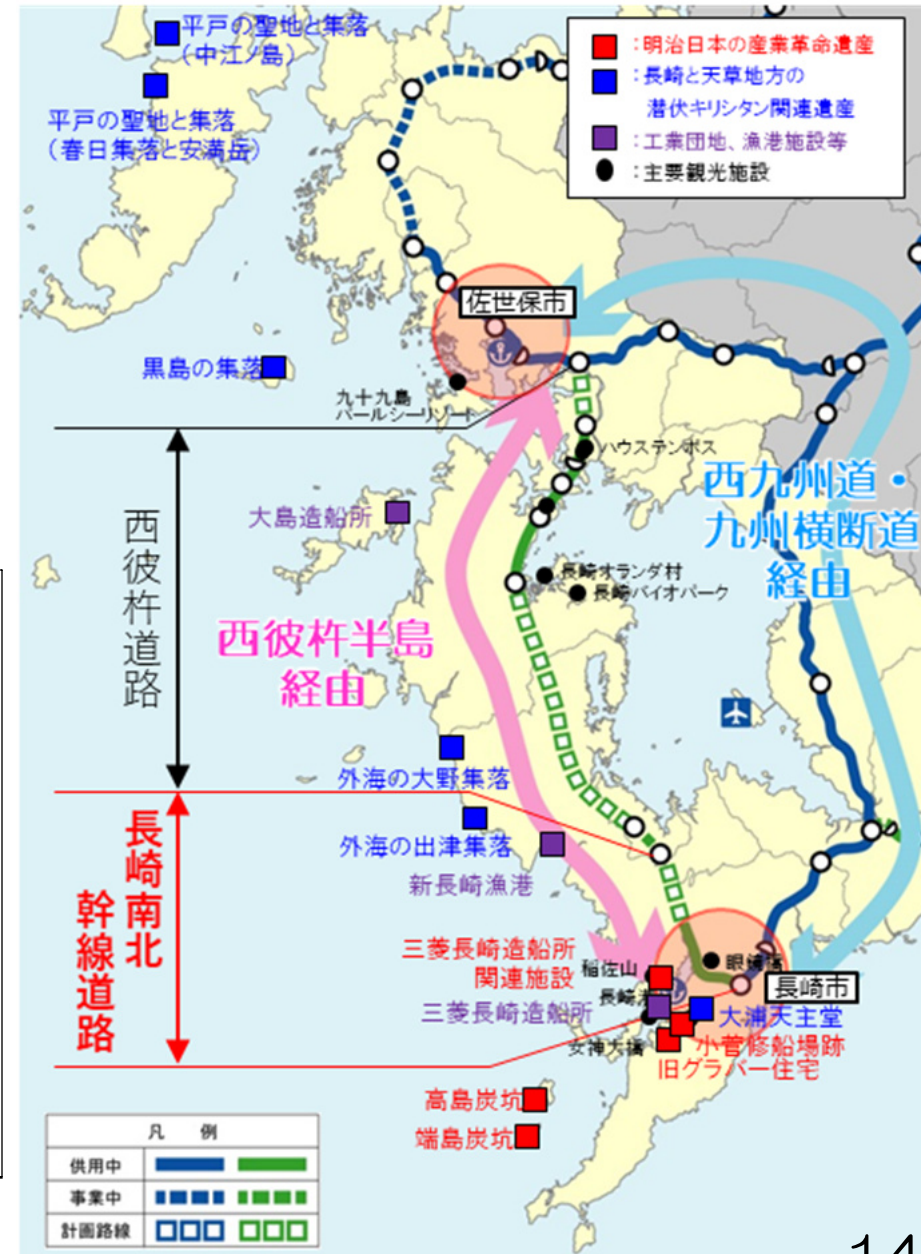 平戸の聖地と集落
(中江ノ島)
平戸の聖地と集落
(春日集落と安満岳)
:明治日本の産業革命遺産
:長崎と天草地方の
潜伏キリシタン関連遺産
:工業団地、漁港施設等
:主要観光施設
佐世保市
黒島の集落
九十九島
パールシーリゾート
ハウステンボス
西九州道・
九州横断道
経由
大島造船所
西彼杵道路
長崎オランダ村
長崎バイオパーク
西彼杵半島
経由
外海の大野集落
外海の出津集落
新長崎漁港
長崎南北
幹線道路
三菱長崎造船所
関連施設
稲佐山
眼鏡橋
長崎市
三菱長崎造船所
大浦天主堂
女神大橋
小菅修船場跡
旧グラバー住宅
高島炭坑
端島炭坑
凡 例
供用中
事業中
計画路線
14